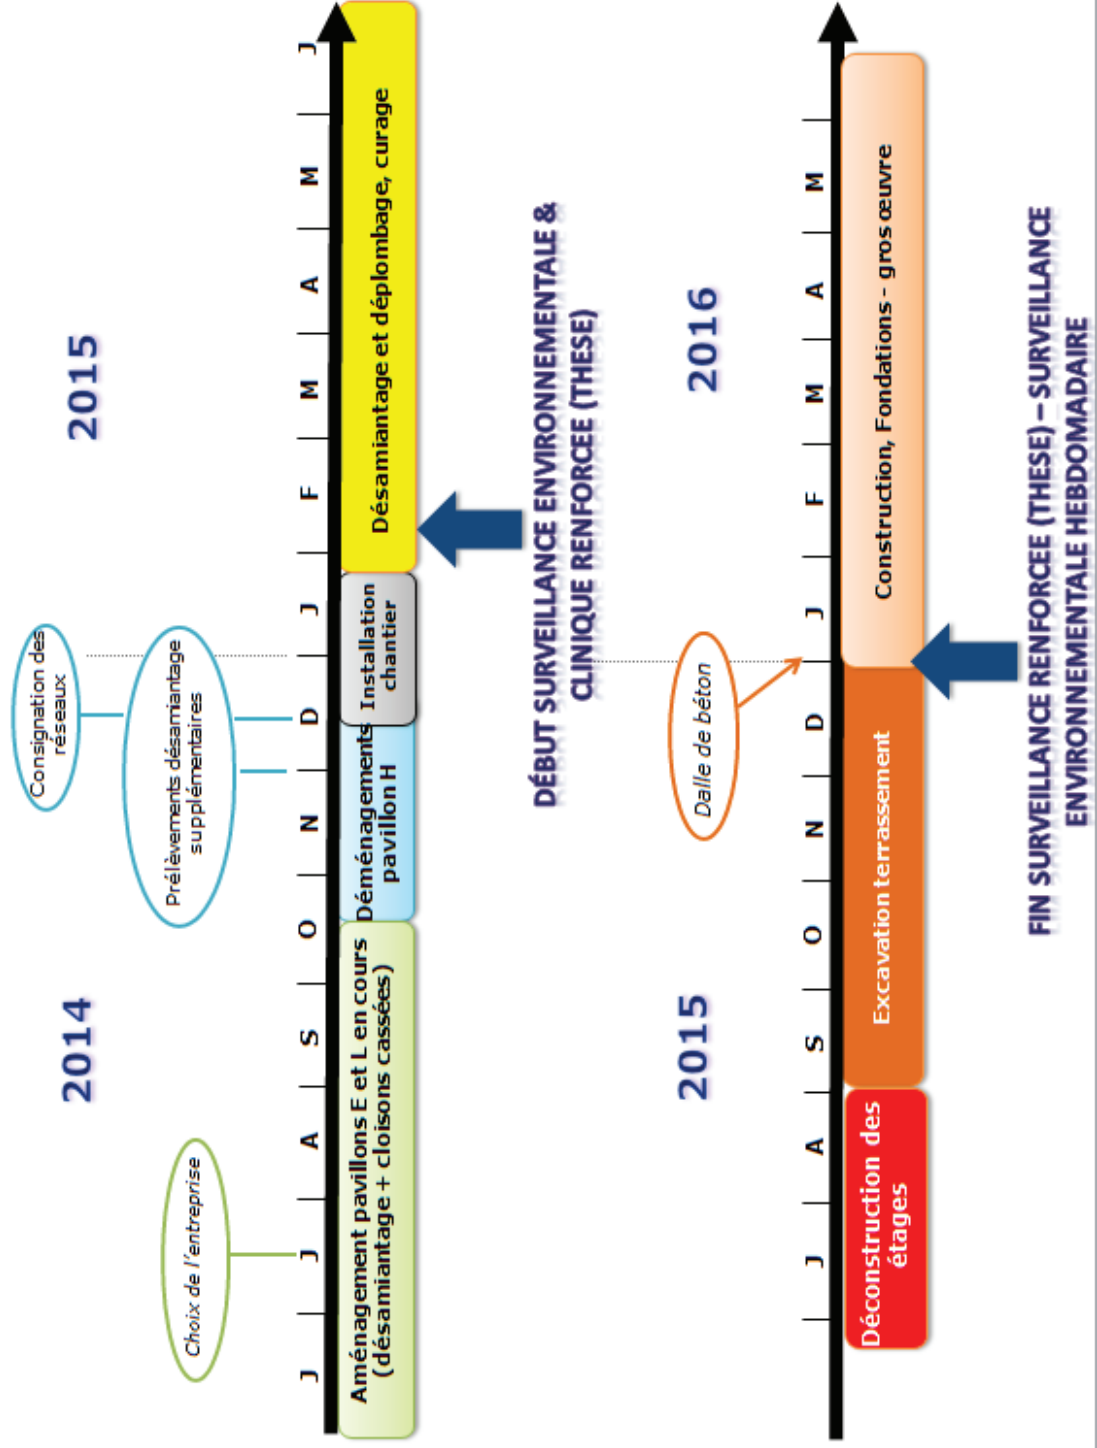 2014
2015
Choix de l'entreprise
Consignation des
réseaux
Prélèvements désamiantage
supplémentaires
J J A S O N D J F M A M J
Aménagement pavillons E et L en cours
(désamiantage + cloisons cassées)
Déménagements
pavillon H
Installation
chantier
Désamiantage et déplombage, curage
DÉBUT SURVEILLANCE ENVIRONNEMENTALE &
CLINIQUE RENFORCEE (THESE)
2015
2016
Dalle de béton
J A S O N D J F M A M
Déconstruction des
étages
Excavation terrassement
Construction, Fondations - gros œuvre
FIN SURVEILLANCE RENFORCEE (THESE) – SURVEILLANCE
ENVIRONNEMENTALE HEBDOMADAIRE